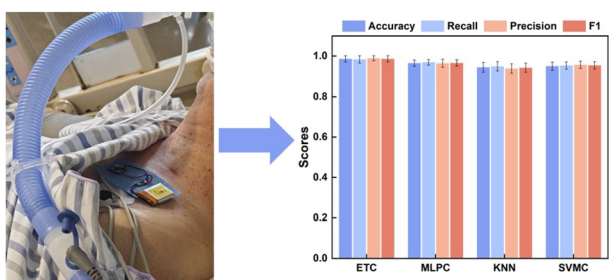 Accuracy Recall Precision F1
1.0
0.8
0.6
0.4
0.2
0.0
Scores
ETC MLPC KNN SVMC